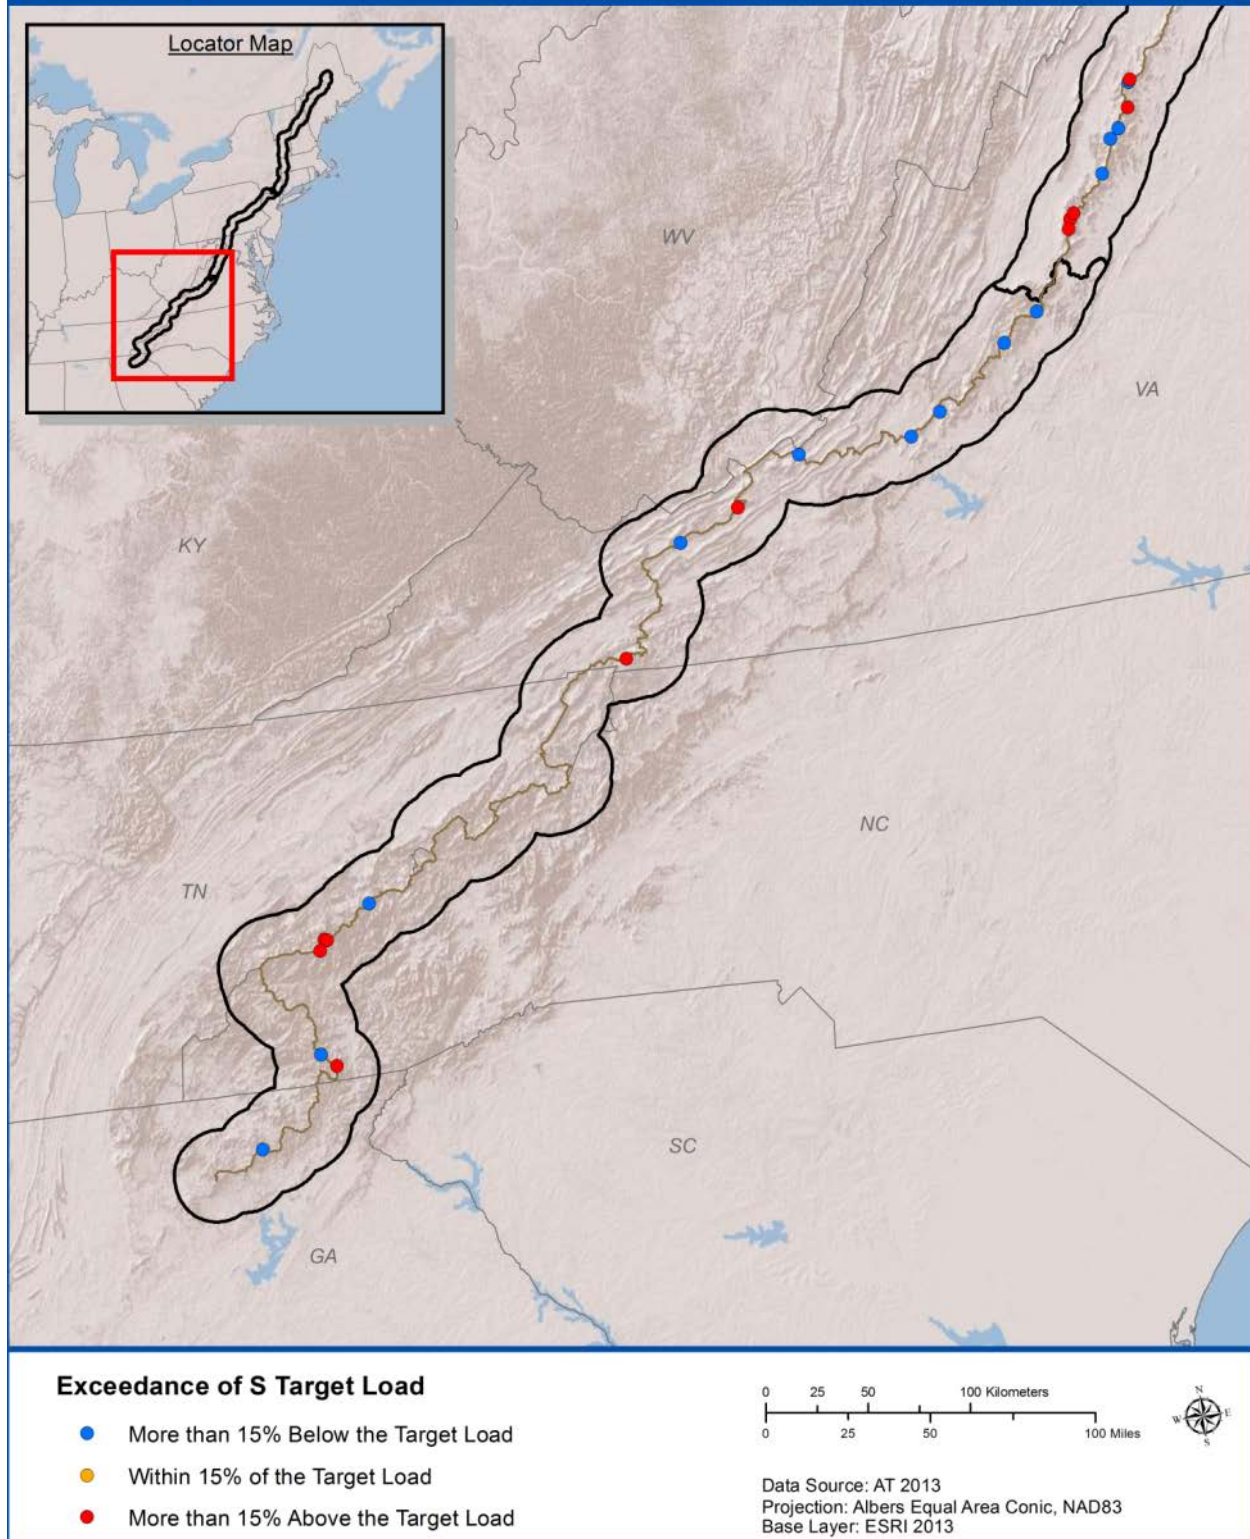 Locator Map
WV
VA
KY
NC
TN
SC
GA
Exceedance of S Target Load
More than 15% Below the Target Load
Within 15% of the Target Load
More than 15% Above the Target Load
0 25 50 100 Kilometers
0 25 50 100 Miles
N
W E
S
Data Source: AT 2013
Projection: Albers Equal Area Conic, NAD83
Base Layer: ESRI 2013